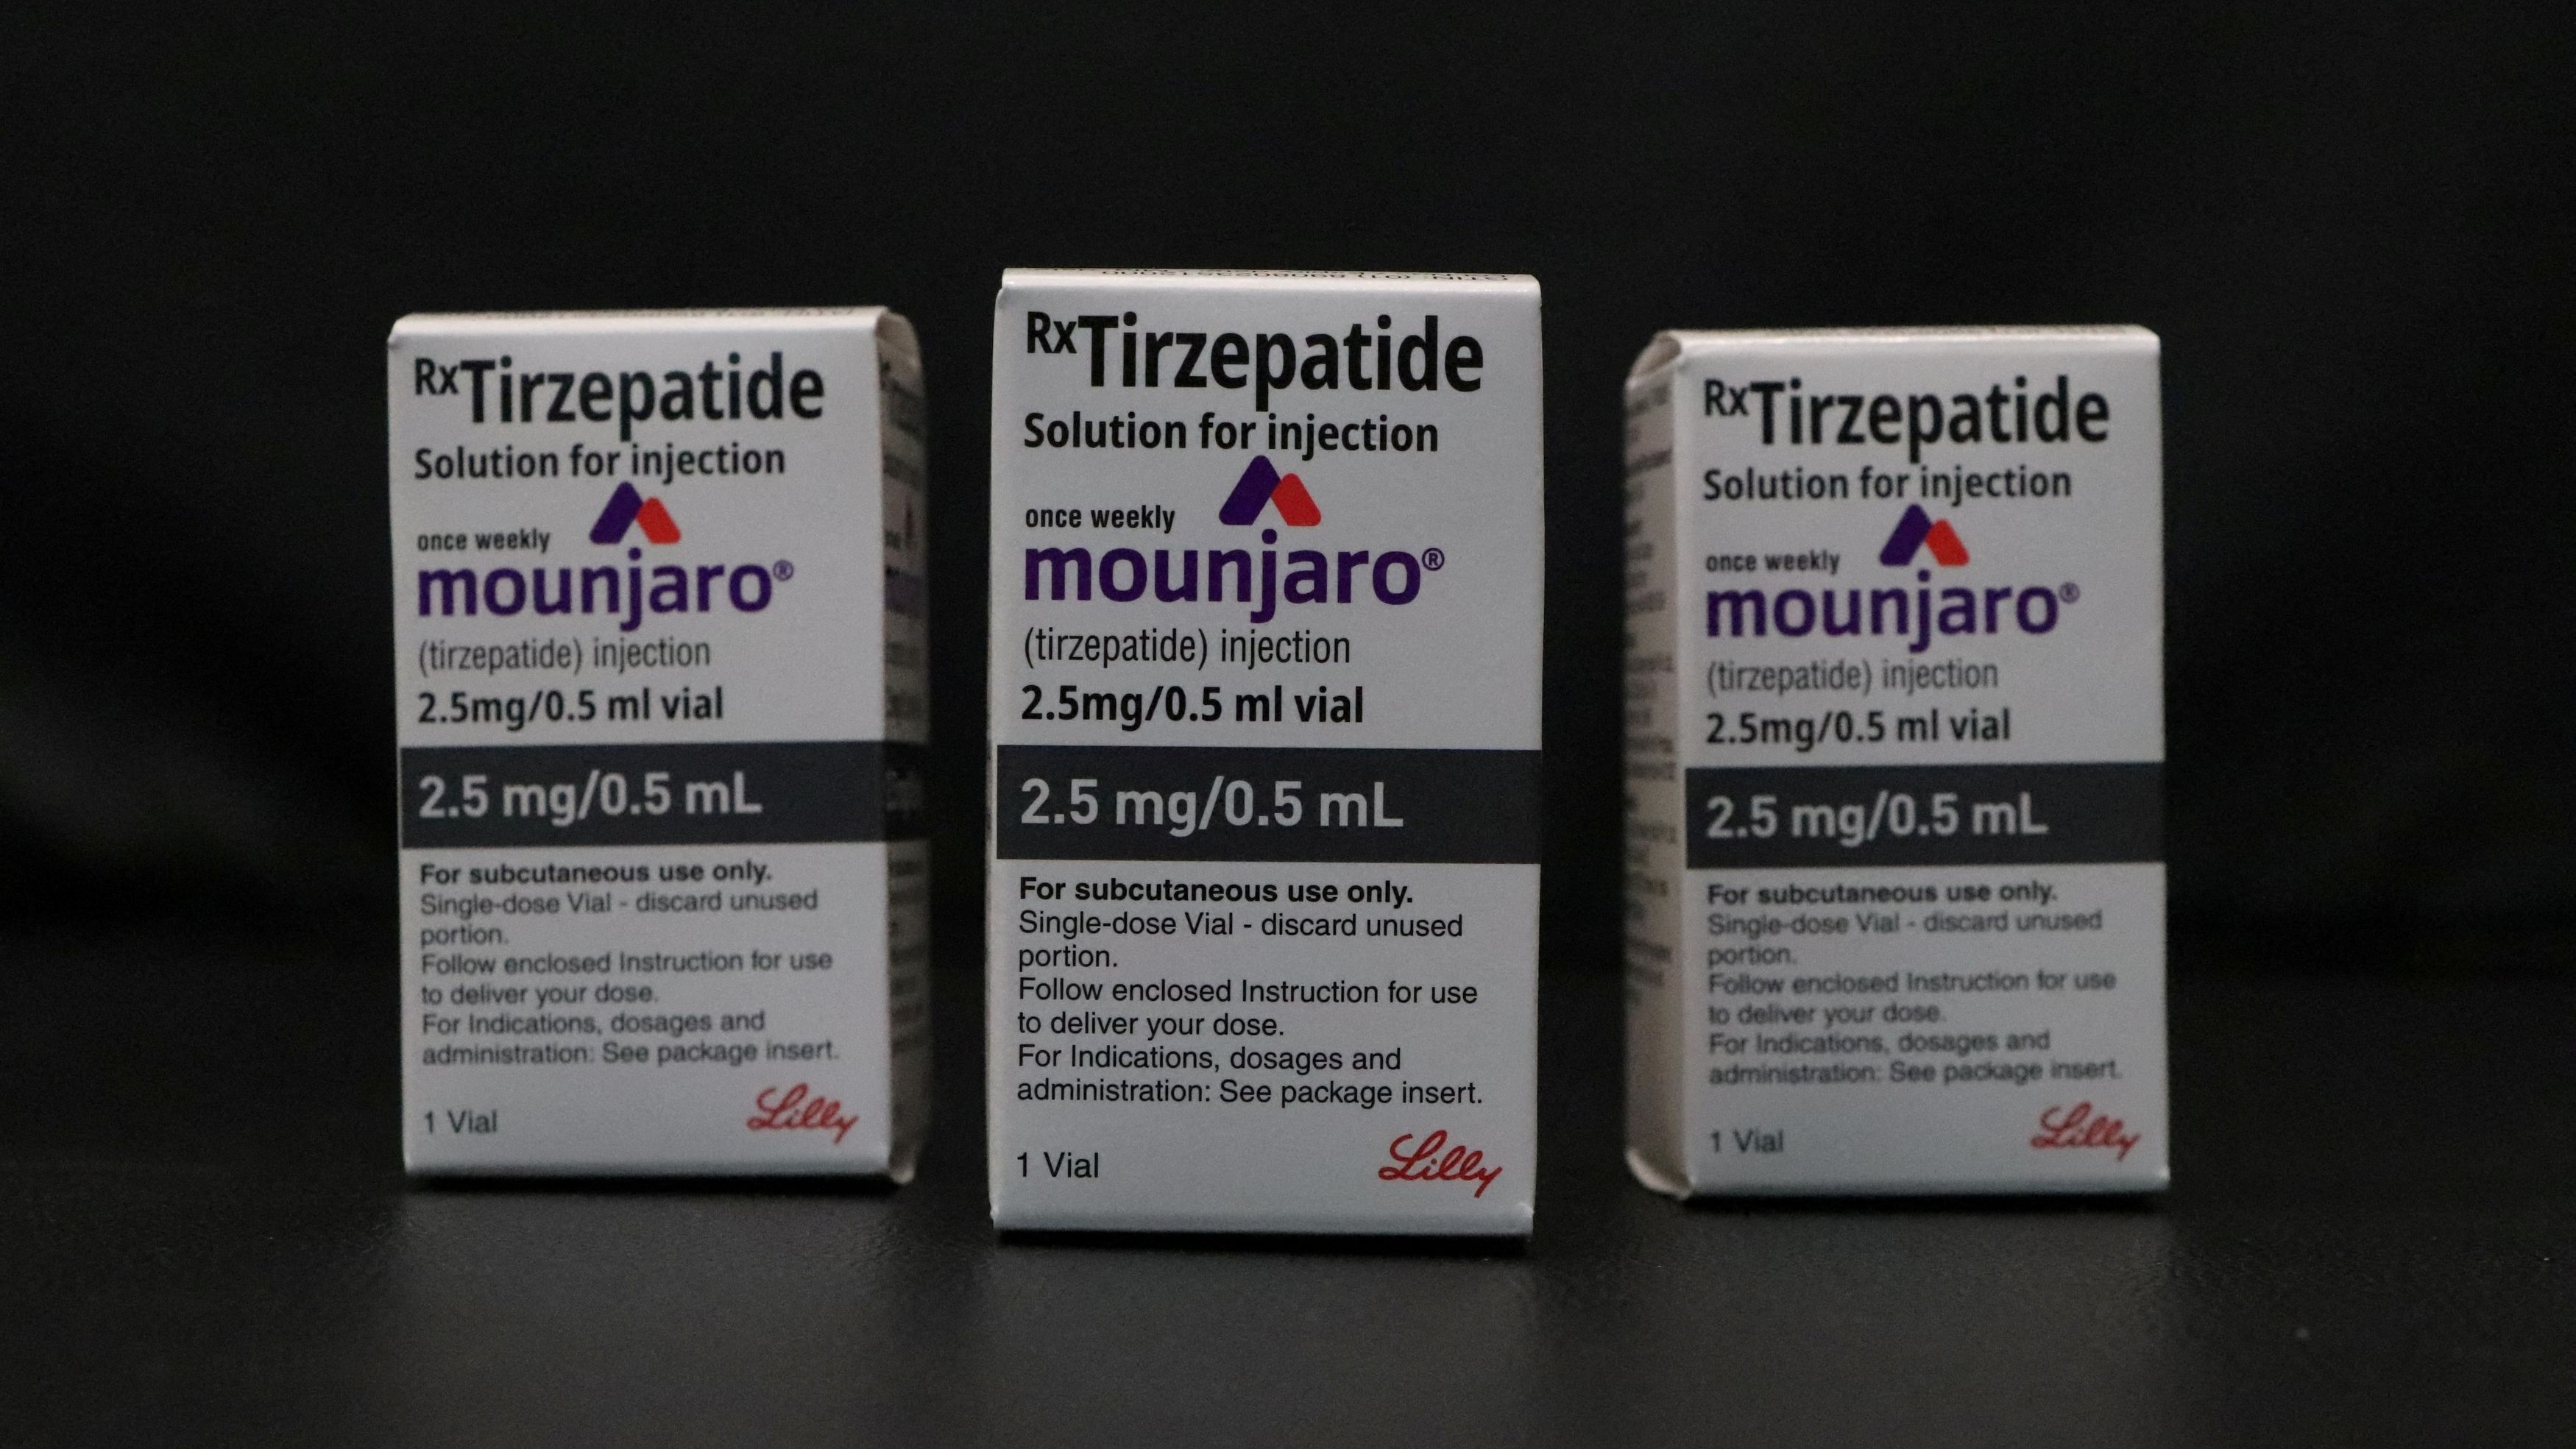 RxTirzepatide
Solution for injection
once weekly
mounjaro®
(tirzepatide) injection
2.5mg/0.5 ml vial
2.5 mg/0.5 mL
For subcutaneous use only.
Single-dose Vial - discard unused
portion.
Follow enclosed Instruction for use
to deliver your dose.
For Indications, dosages and
administration: See package insert.
1 Vial
Lilly
RxTirzepatide
Solution for injection
once weekly
mounjaro®
(tirzepatide) injection
2.5mg/0.5 ml vial
2.5 mg/0.5 mL
For subcutaneous use only.
Single-dose Vial - discard unused
portion.
Follow enclosed Instruction for use
to deliver your dose.
For Indications, dosages and
administration: See package insert.
1 Vial
Lilly
RxTirzepatide
Solution for injection
once weekly
mounjaro®
(tirzepatide) injection
2.5mg/0.5 ml vial
2.5 mg/0.5 mL
For subcutaneous use only.
Single-dose Vial - discard unused
portion.
Follow enclosed Instruction for use
to deliver your dose.
For Indications, dosages and
administration: See package insert.
1 Vial
Lilly